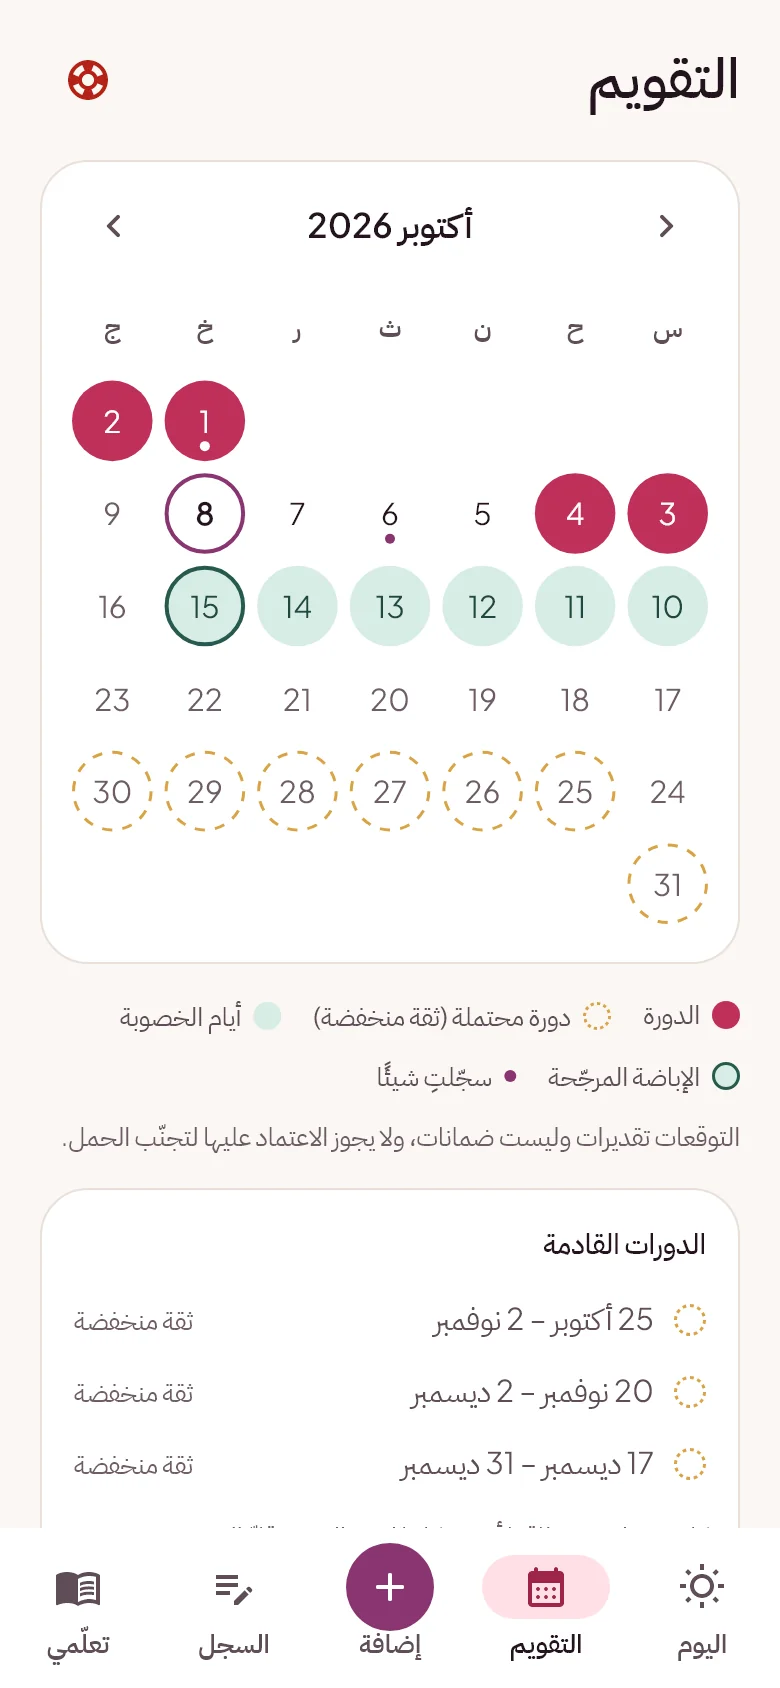 التقويم
أكتوبر 2026
س ح ن ث ر خ ج
1 2
3 4 5 6 7 8 9
10 11 12 13 14 15 16
17 18 19 20 21 22 23
24 25 26 27 28 29 30
31
الدورة دورة محتملة (ثقة منخفضة) أيام الخصوبة
الإباضة المرجّحة سجّلتِ شيئًا
التوقعات تقديرات وليست ضمانات، ولا يجوز الاعتماد عليها لتجنّب الحمل.
الدورات القادمة
25 أكتوبر – 2 نوفمبر ثقة منخفضة
20 نوفمبر – 2 ديسمبر ثقة منخفضة
17 ديسمبر – 31 ديسمبر ثقة منخفضة
اليوم التقويم إضافة السجل تعلّمي